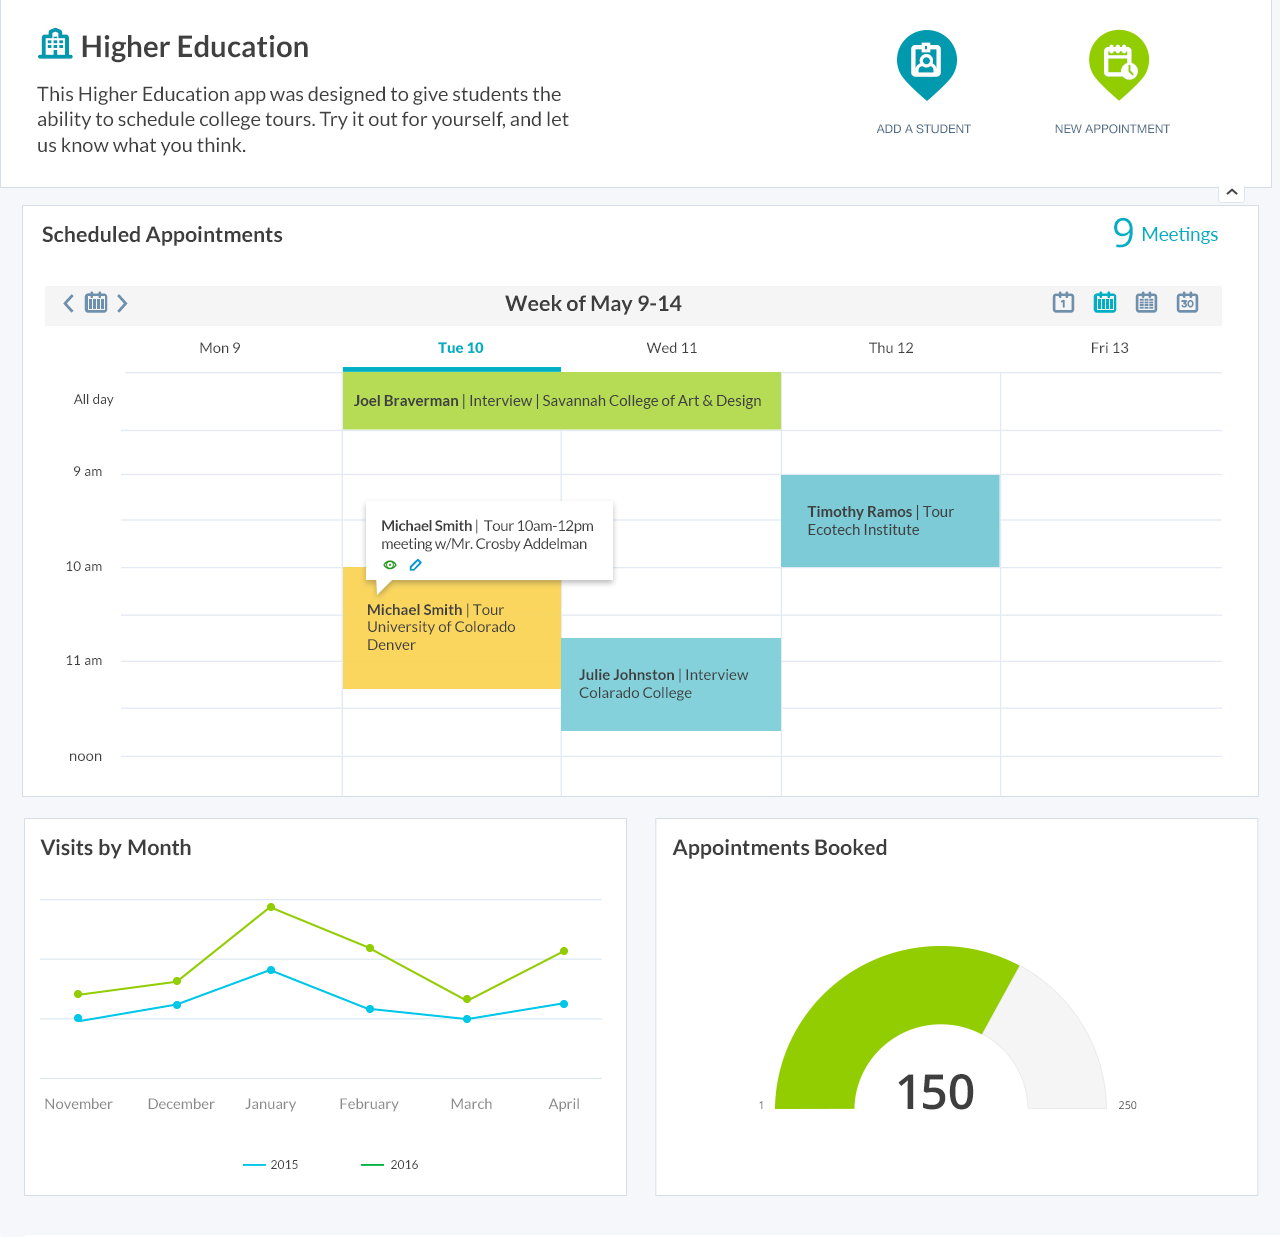 Higher Education
This Higher Education app was designed to give students the
ability to schedule college tours. Try it out for yourself, and let
us know what you think.
ADD A STUDENT
NEW APPOINTMENT
Scheduled Appointments
9 Meetings
Week of May 9-14
1
30
Mon 9
Tue 10
Wed 11
Thu 12
Fri 13
All day
Joel Braverman | Interview | Savannah College of Art & Design
9 am
Timothy Ramos | Tour
Ecotech Institute
Michael Smith | Tour 10am-12pm
meeting w/Mr. Crosby Addelman
10 am
Michael Smith | Tour
University of Colorado
Denver
11 am
Julie Johnston | Interview
Colarado College
noon
Visits by Month
November
December
January
February
March
April
2015
2016
Appointments Booked
150
1
250